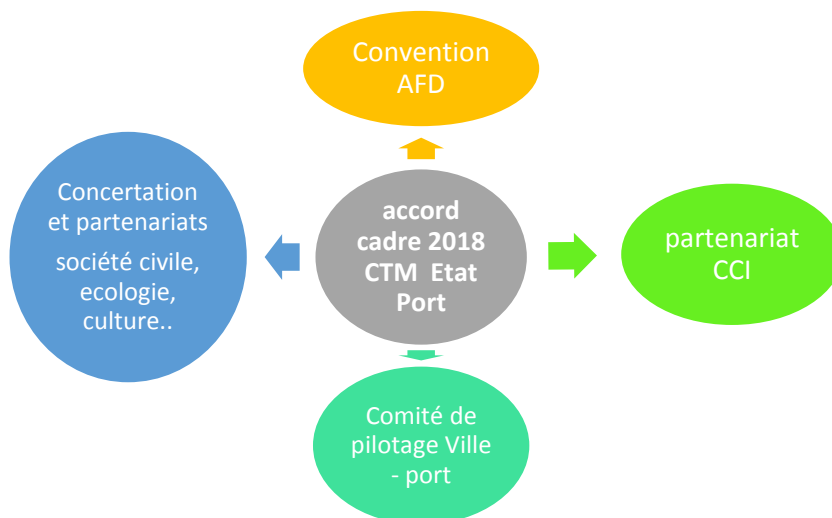 Convention
AFD
Concertation
et partenariats
société civile,
ecologie,
culture..
accord
cadre 2018
CTM Etat
Port
partenariat
CCI
Comité de
pilotage Ville
- port